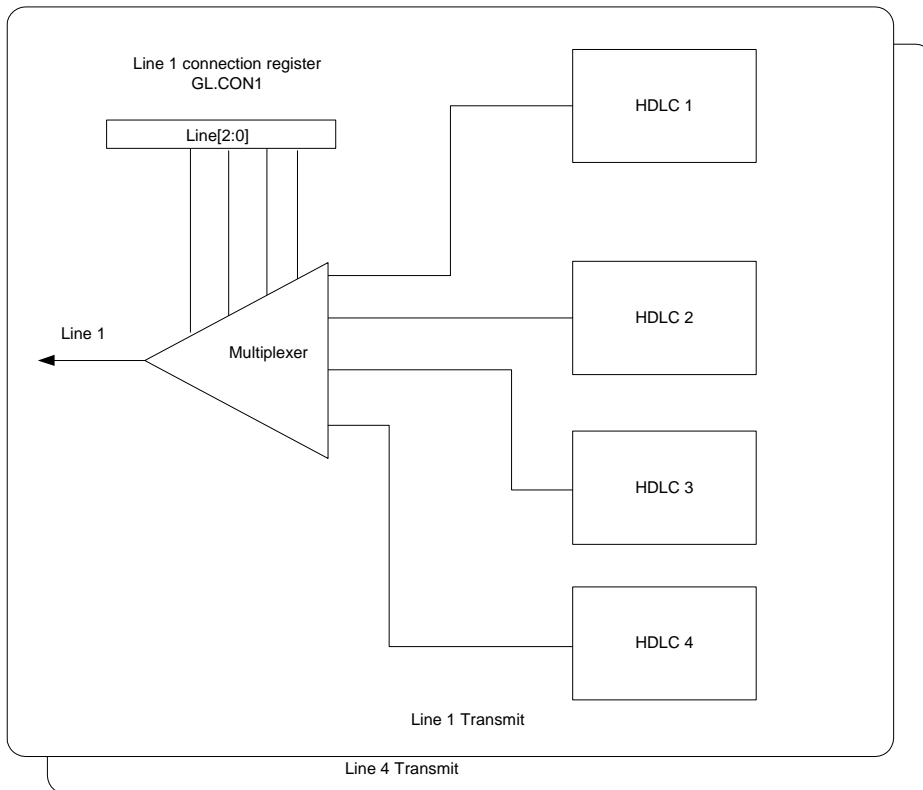 Line 1 connection register
GL.CON1
Line[2:0]
HDLC 1
HDLC 2
Line 1
Multiplexer
HDLC 3
HDLC 4
Line 1 Transmit
Line 4 Transmit